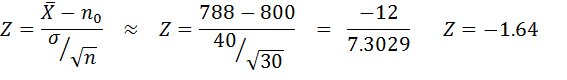 Z = (X̄ − n₀) / (σ/√n) ≈ Z = (788 − 800) / (40/√30) = −12 / 7.3029 Z = −1.64